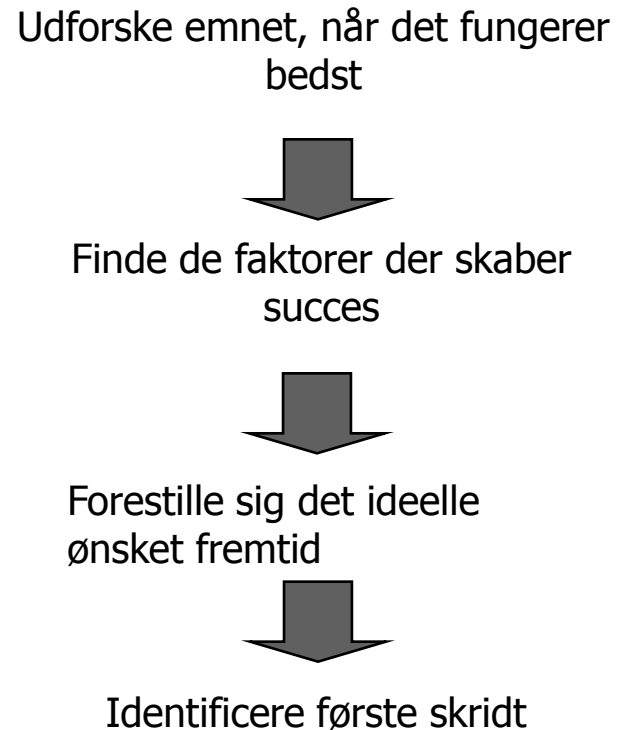 Udforske emnet, når det fungerer
bedst
Finde de faktorer der skaber
succes
Forestille sig det ideelle
ønsket fremtid
Identificere første skridt